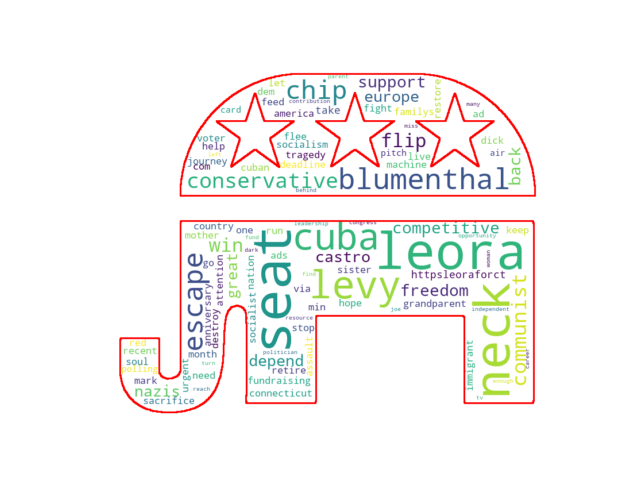 parent
let
chip
support
dem
europe
restore
feed
contribution
many
card
america
take
fight
familys
ad
miss
voter
flee
flip
dick
help
socialism
left
tragedy
pitch
live
air
journey
com
cuban
deadline
machine
back
conservative
blumenthal
behind
country
one
leadership
congress
competitive
opportunity
keep
mother
fund
run
cuba
leora
win
dark
seat
castro
woman
escape
go
great
ads
sister
httpsleoraforct
attention
nation
find
levy
anniversary
via
hope
freedom
communist
destroy
socialist
min
grandparent
neck
resource
joe
independent
stop
red
recent
month
politician
assault
soul
turn
depend
polling
urgent
need
retire
immigrant
career
mark
fundraising
enough
nazis
reach
connecticut
sacrifice
tv